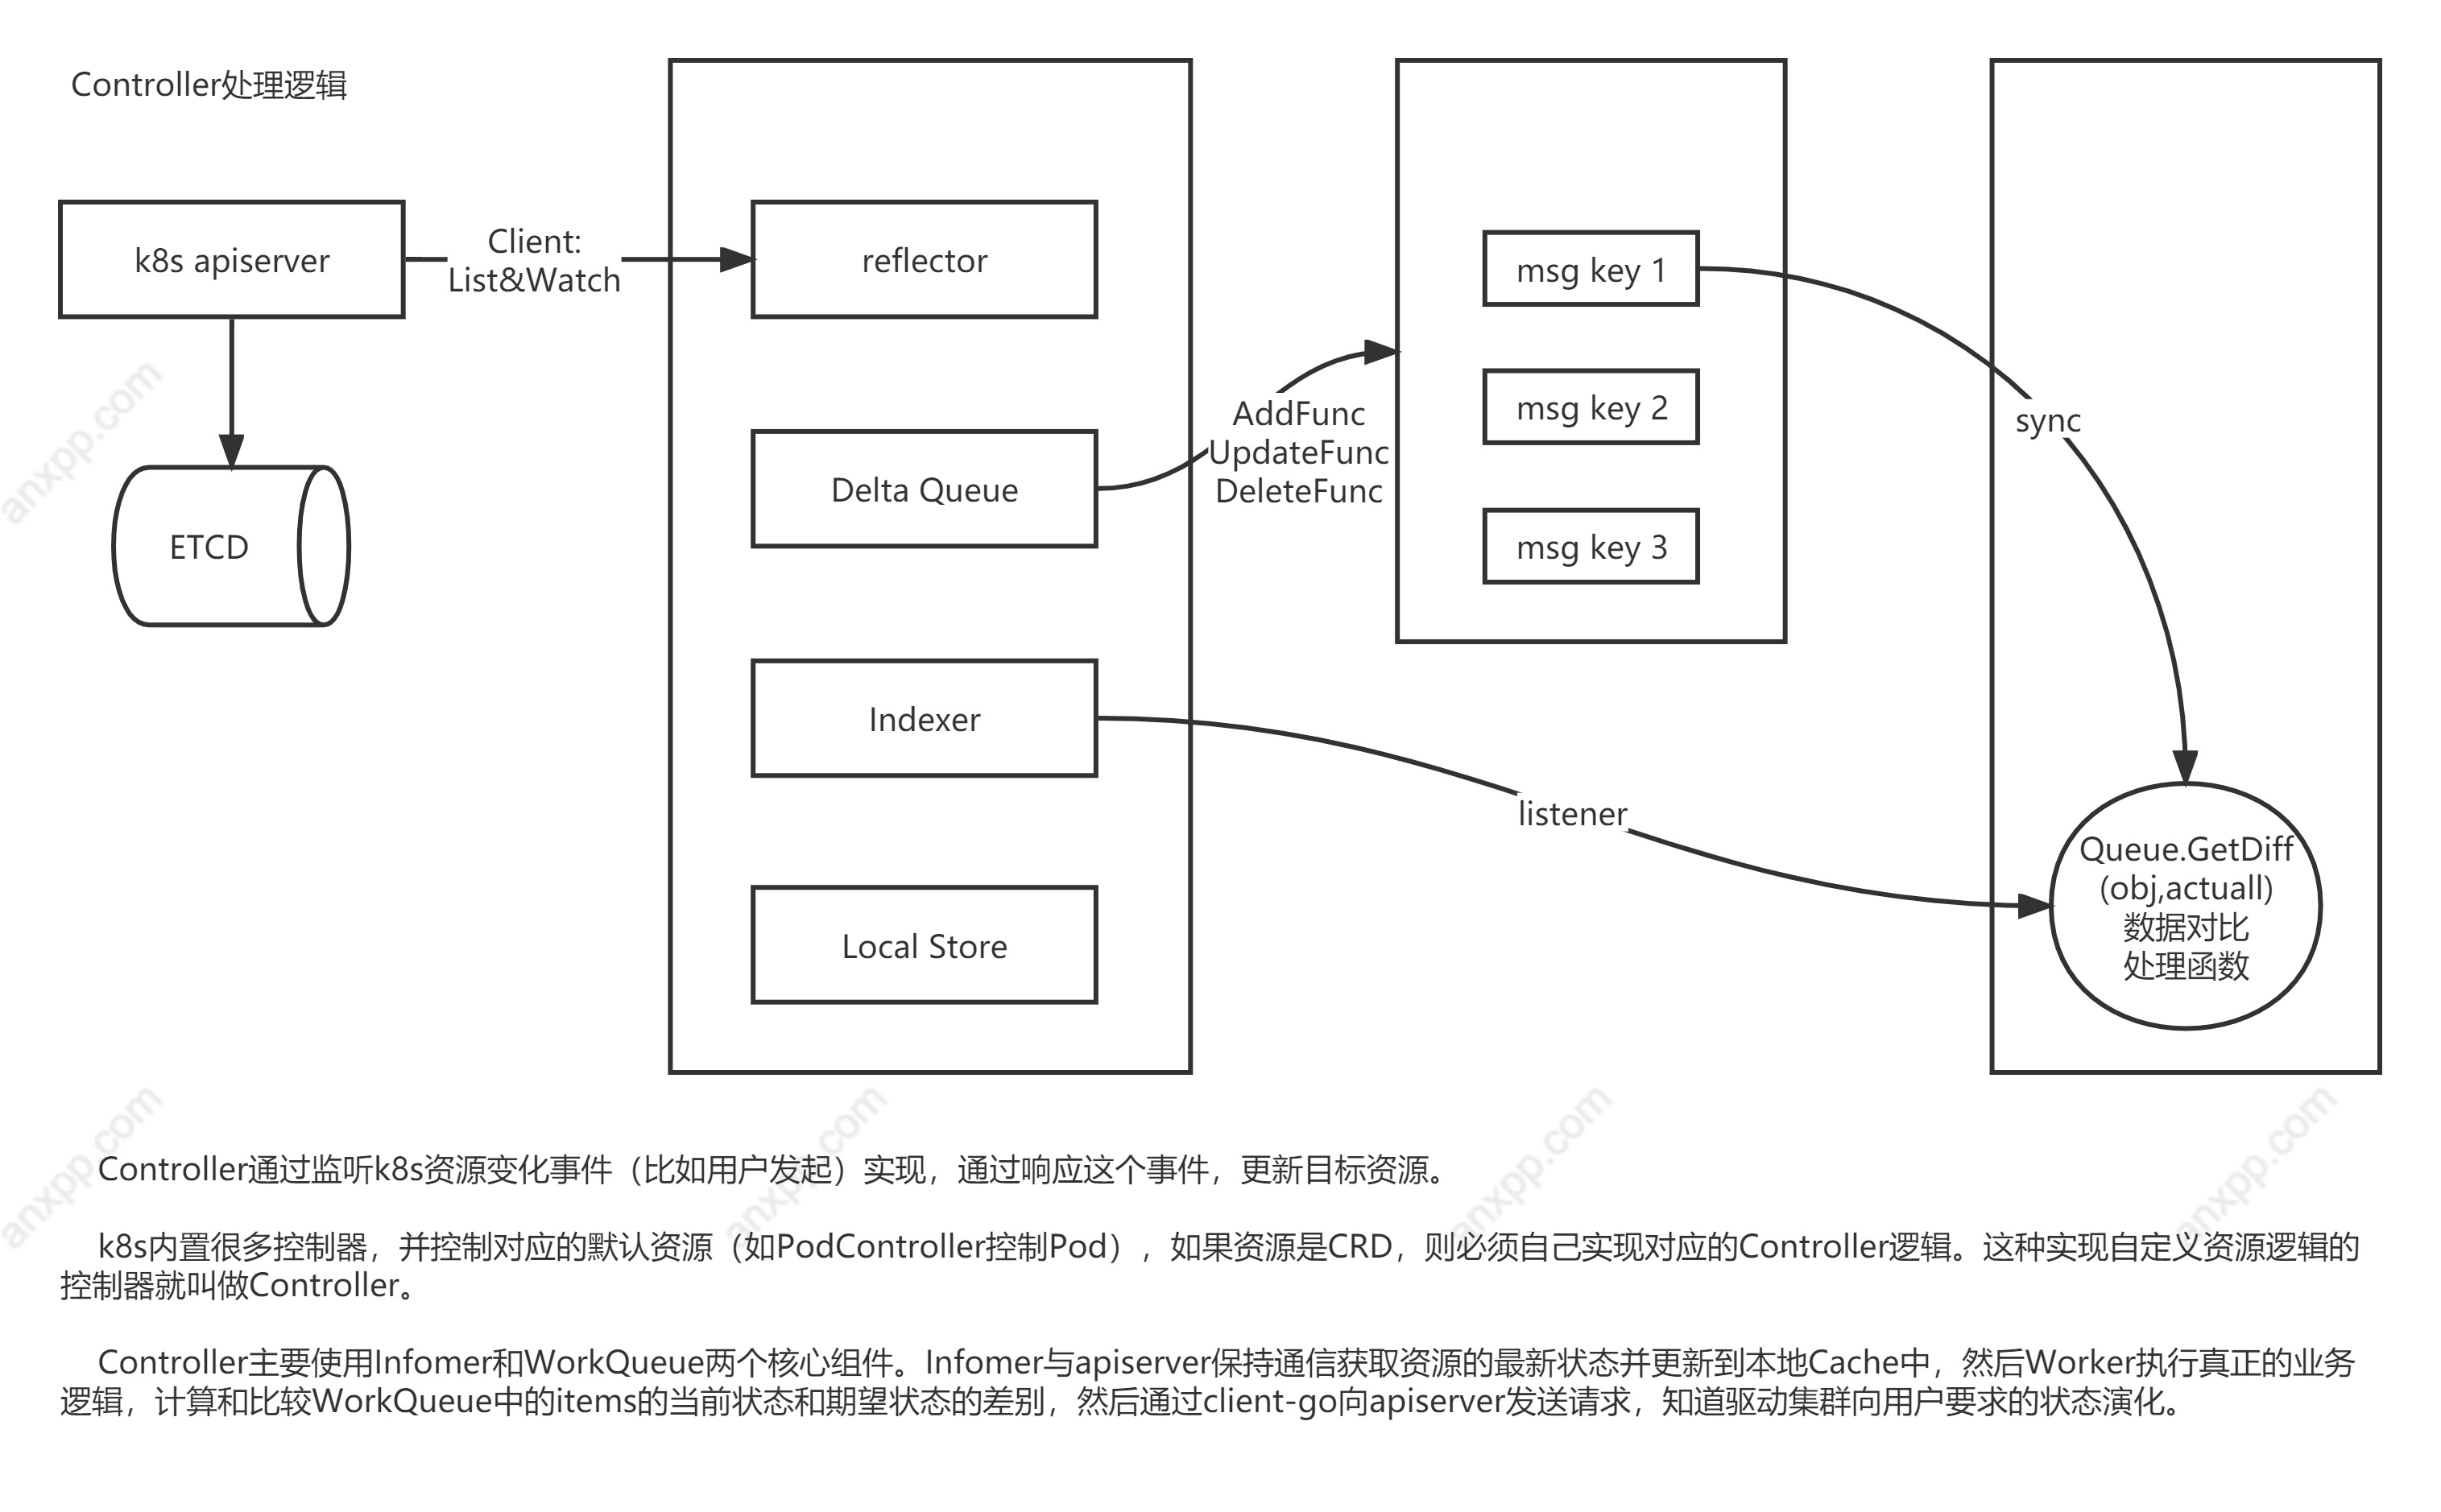 Controller处理逻辑
k8s apiserver
Client:
List&Watch
reflector
msg key 1
msg key 2
msg key 3
AddFunc
UpdateFunc
DeleteFunc
sync
Delta Queue
ETCD
Indexer
listener
Queue.GetDiff
(obj,actuall)
数据对比
处理函数
Local Store
Controller通过监听k8s资源变化事件（比如用户发起）实现，通过响应这个事件，更新目标资源。
k8s内置很多控制器，并控制对应的默认资源（如PodController控制Pod），如果资源是CRD，则必须自己实现对应的Controller逻辑。这种实现自定义资源逻辑的
控制器就叫做Controller。
Controller主要使用Infomer和WorkQueue两个核心组件。Infomer与apiserver保持通信获取资源的最新状态并更新到本地Cache中，然后Worker执行真正的业务
逻辑，计算和比较WorkQueue中的items的当前状态和期望状态的差别，然后通过client-go向apiserver发送请求，知道驱动集群向用户要求的状态演化。
anxpp.com
anxpp.com
anxpp.com
anxpp.com
anxpp.com